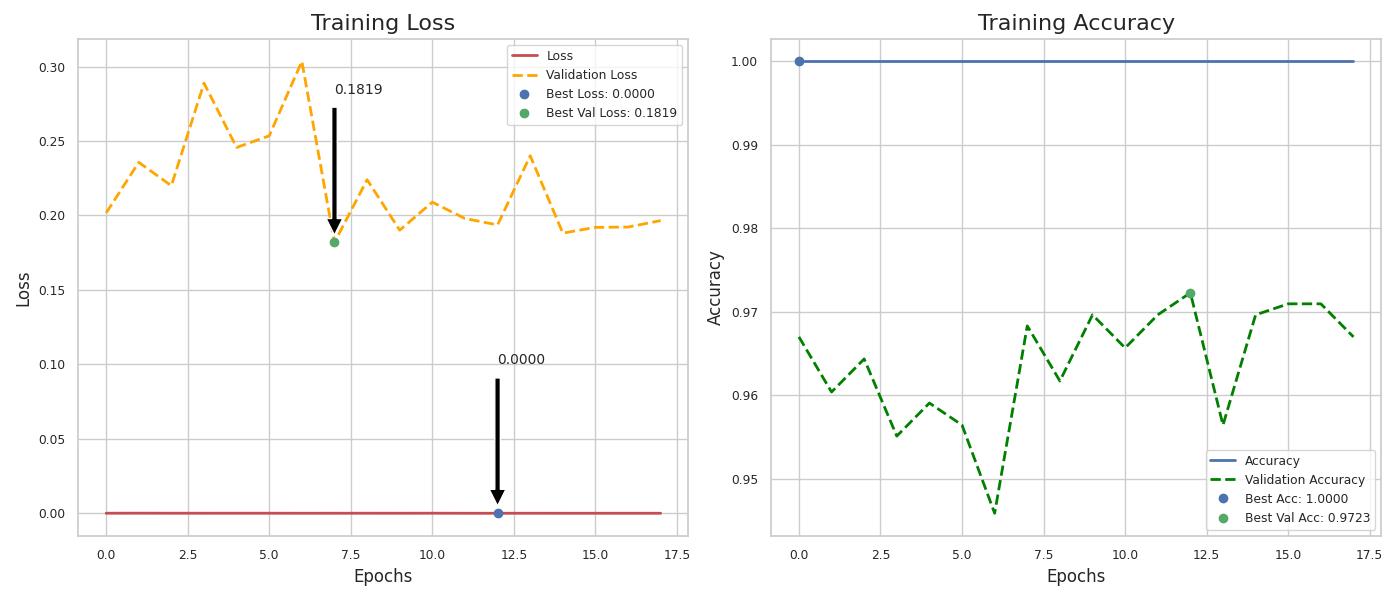 Training Loss
0.30
0.25
0.20
0.15
0.10
0.05
0.00
Loss
0.1819
0.0000
Loss
Validation Loss
Best Loss: 0.0000
Best Val Loss: 0.1819
0.0 2.5 5.0 7.5 10.0 12.5 15.0 17.5
Epochs
Training Accuracy
1.00
0.99
0.98
0.97
0.96
0.95
Accuracy
Accuracy
Validation Accuracy
Best Acc: 1.0000
Best Val Acc: 0.9723
0.0 2.5 5.0 7.5 10.0 12.5 15.0 17.5
Epochs